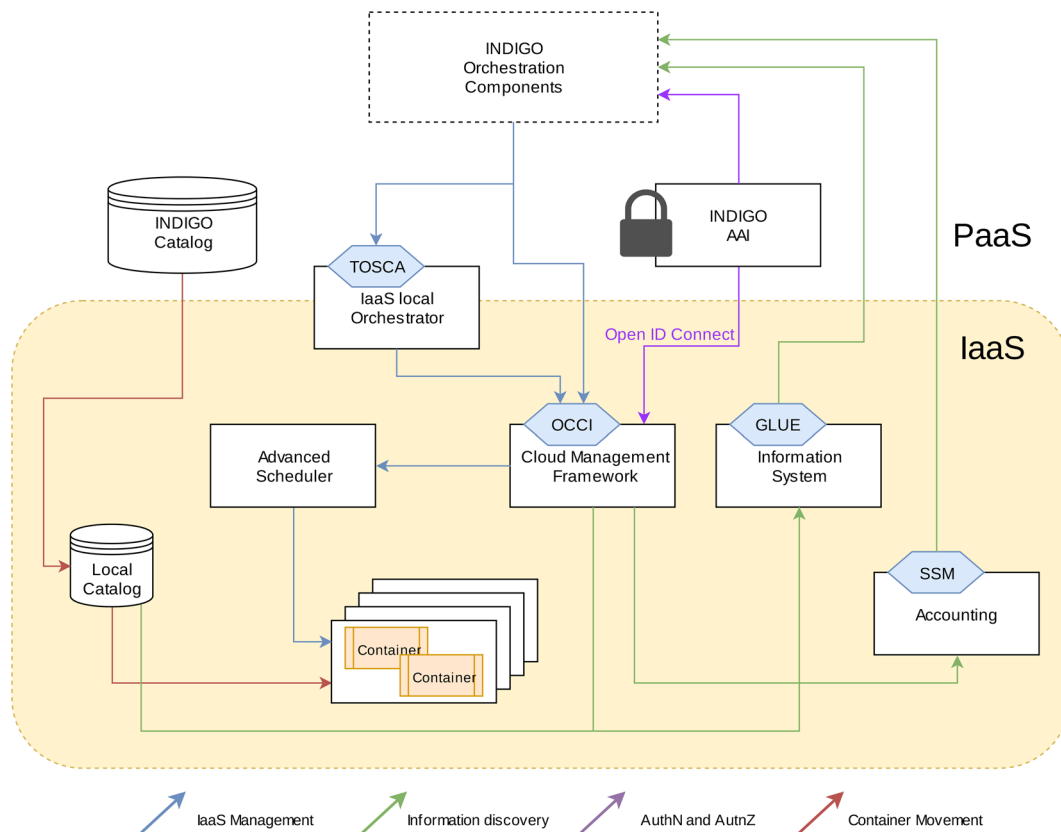 INDIGO
Orchestration
Components
INDIGO
Catalog
INDIGO
AAI
PaaS
TOSCA
IaaS local
Orchestrator
Open ID Connect
IaaS
OCCI
Cloud Management
Framework
GLUE
Information
System
Advanced
Scheduler
Local
Catalog
SSM
Accounting
Container
Container
IaaS Management
Information discovery
AuthN and AutnZ
Container Movement